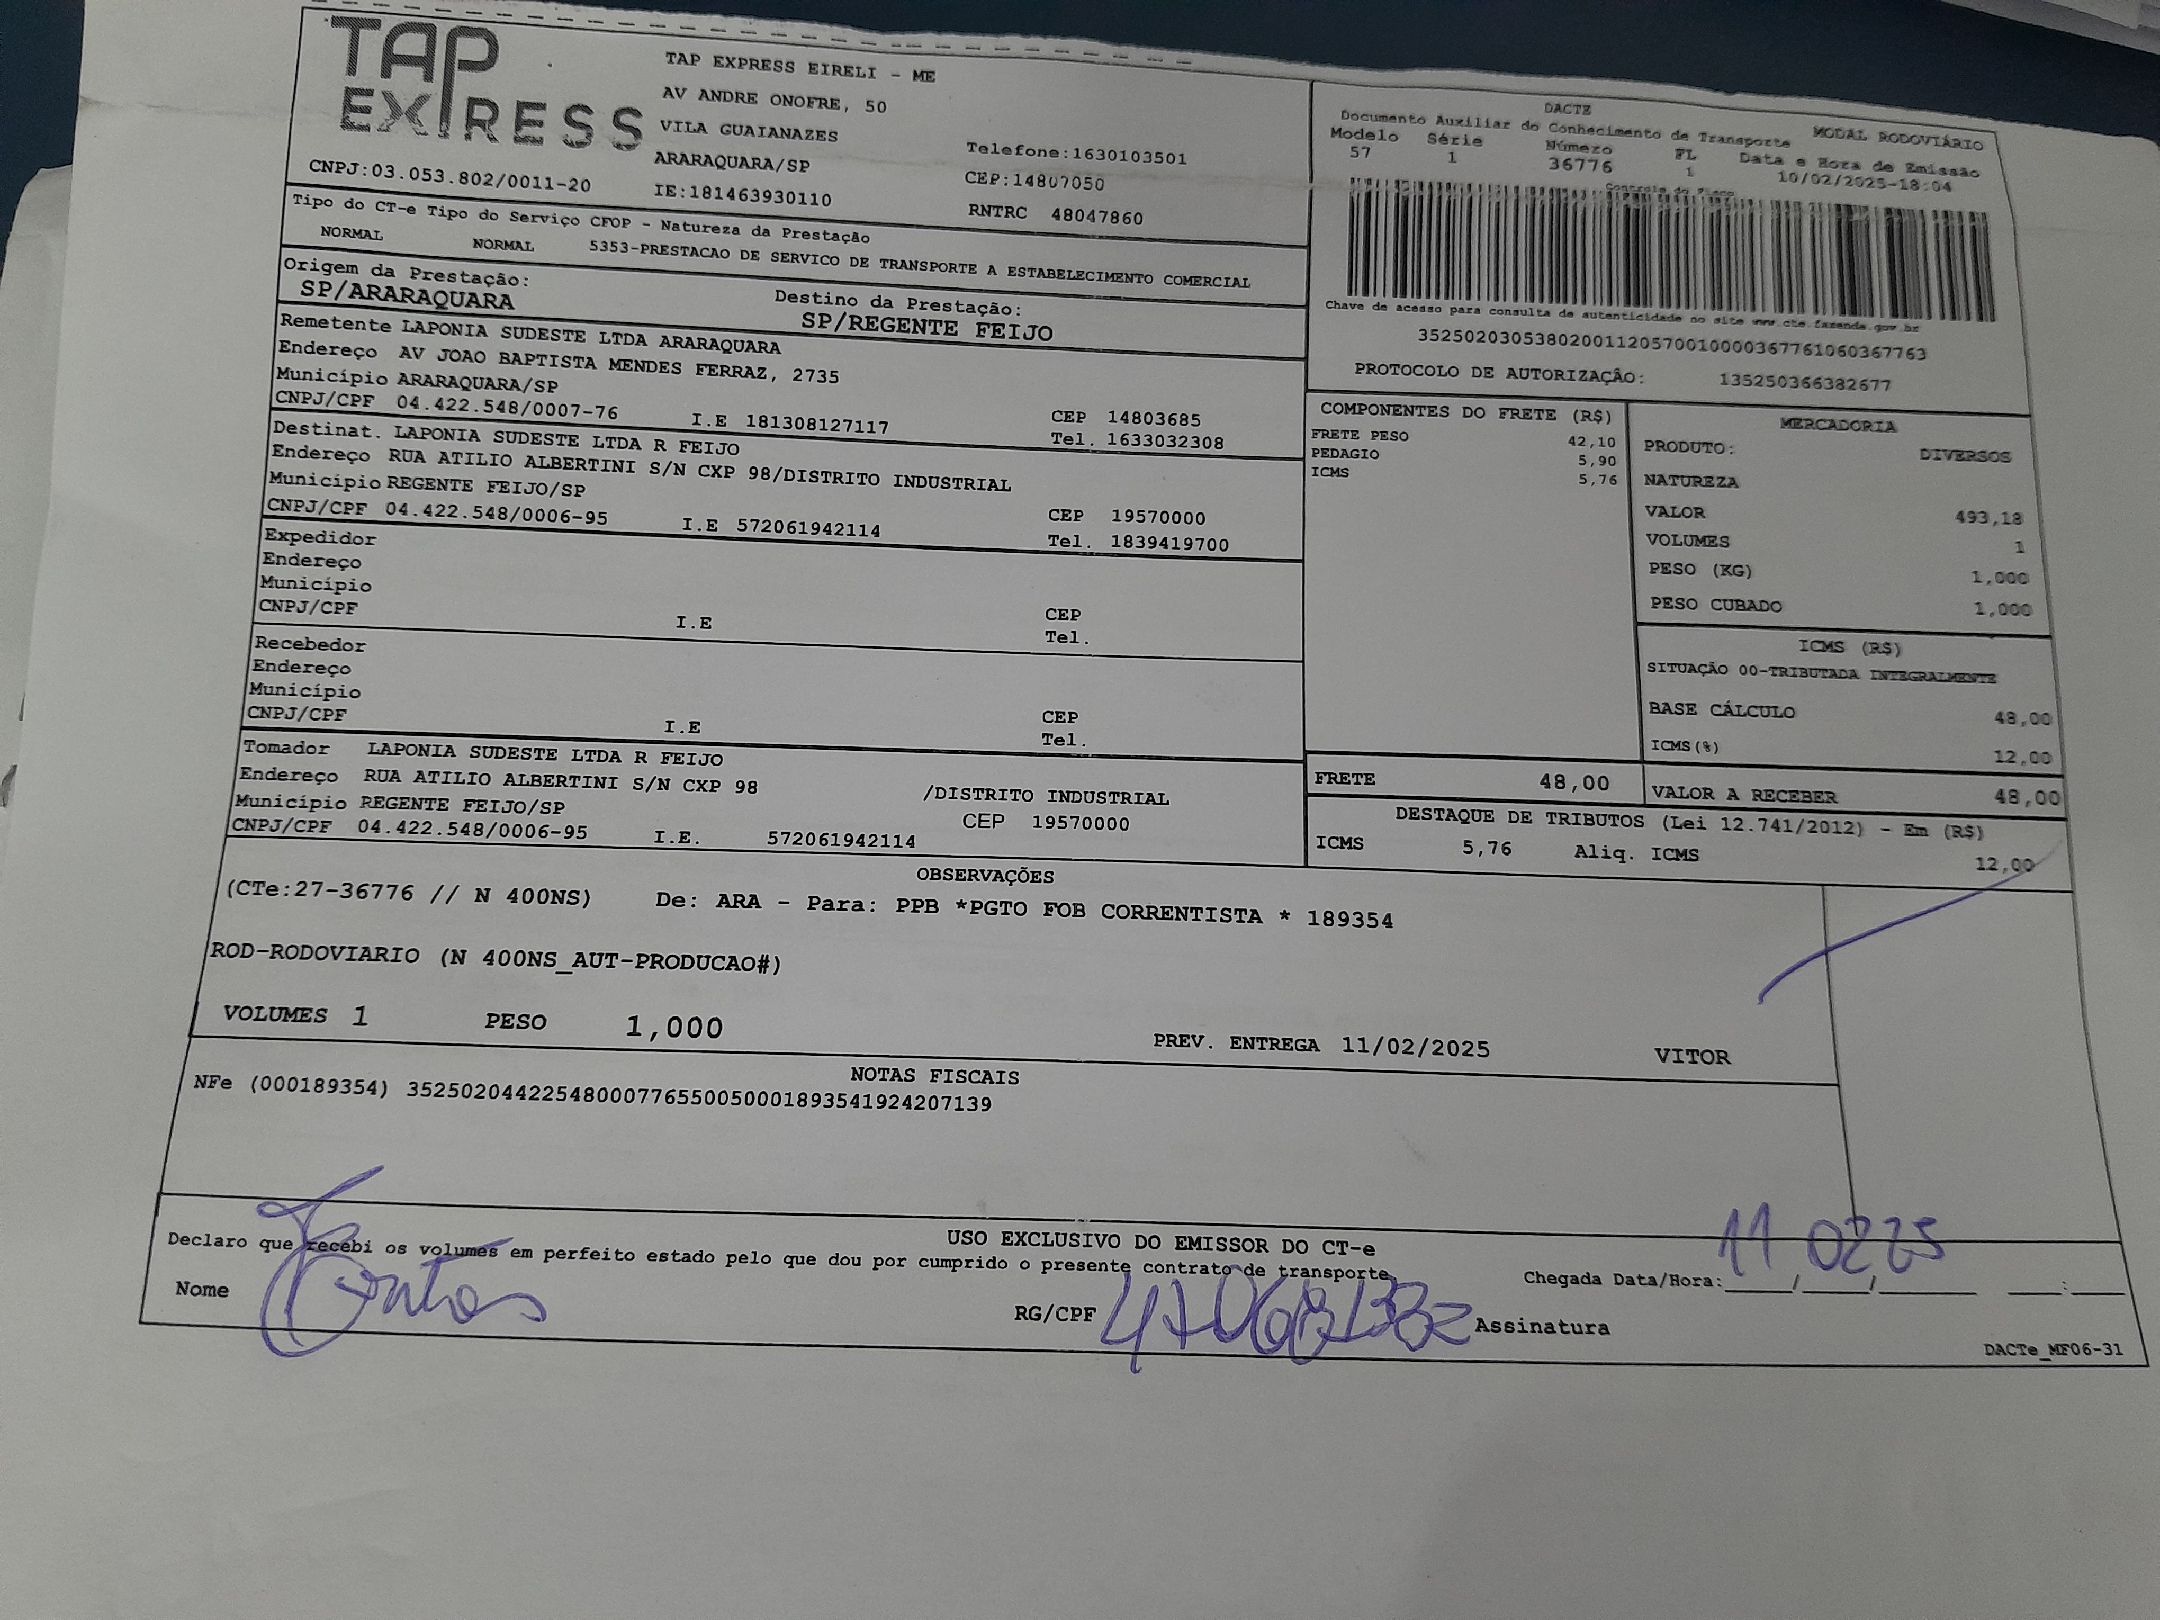 TAP
EXPRESS
TAP EXPRESS EIRELI - ME
AV ANDRE ONOFRE, 50
VILA GUAIANAZES
ARARAQUARA/SP
Telefone:1630103501
CNPJ:03.053.802/0011-20
IE:181463930110
CEP:14807050
RNTRC 48047860
DACTE
Documento Auxiliar do Conhecimento de Transporte
MODAL RODOVIÁRIO
Modelo Série Número FL Data e Hora de Emissão
57 1 36776 1 10/02/2025-18:04
Controle do Fisco
Chave de acesso para consulta de autenticidade no site www.cte.fazenda.gov.br
35250203053802001120570010000367761060367763
PROTOCOLO DE AUTORIZAÇÃO: 135250366382677
Tipo do CT-e Tipo do Serviço CFOP - Natureza da Prestação
NORMAL NORMAL 5353-PRESTACAO DE SERVICO DE TRANSPORTE A ESTABELECIMENTO COMERCIAL
Origem da Prestação: Destino da Prestação:
SP/ARARAQUARA SP/REGENTE FEIJO
Remetente LAPONIA SUDESTE LTDA ARARAQUARA
Endereço AV JOAO BAPTISTA MENDES FERRAZ, 2735
Município ARARAQUARA/SP CEP 14803685
CNPJ/CPF 04.422.548/0007-76 I.E 181308127117 Tel. 1633032308
Destinat. LAPONIA SUDESTE LTDA R FEIJO
Endereço RUA ATILIO ALBERTINI S/N CXP 98/DISTRITO INDUSTRIAL
Município REGENTE FEIJO/SP CEP 19570000
CNPJ/CPF 04.422.548/0006-95 I.E 572061942114 Tel. 1839419700
Expedidor
Endereço
Município CEP
CNPJ/CPF I.E Tel.
Recebedor
Endereço
Município CEP
CNPJ/CPF I.E Tel.
Tomador LAPONIA SUDESTE LTDA R FEIJO
Endereço RUA ATILIO ALBERTINI S/N CXP 98 /DISTRITO INDUSTRIAL
Município REGENTE FEIJO/SP CEP 19570000
CNPJ/CPF 04.422.548/0006-95 I.E. 572061942114
COMPONENTES DO FRETE (R$)
FRETE PESO 42,10
PEDAGIO 5,90
ICMS 5,76
MERCADORIA
PRODUTO: DIVERSOS
NATUREZA
VALOR 493,18
VOLUMES 1
PESO (KG) 1,000
PESO CUBADO 1,000
ICMS (R$)
SITUAÇÃO 00-TRIBUTADA INTEGRALMENTE
BASE CÁLCULO 48,00
ICMS(%) 12,00
FRETE 48,00 VALOR A RECEBER 48,00
DESTAQUE DE TRIBUTOS (Lei 12.741/2012) - Em (R$)
ICMS 5,76 Aliq. ICMS 12,00
OBSERVAÇÕES
(CTe:27-36776 // N 400NS) De: ARA - Para: PPB *PGTO FOB CORRENTISTA * 189354
ROD-RODOVIARIO (N 400NS_AUT-PRODUCAO#)
VOLUMES 1 PESO 1,000 PREV. ENTREGA 11/02/2025 VITOR
NOTAS FISCAIS
NFe (000189354) 35250204422548000776550050001893541924207139
USO EXCLUSIVO DO EMISSOR DO CT-e
Declaro que recebi os volumes em perfeito estado pelo que dou por cumprido o presente contrato de transporte.
Chegada Data/Hora: 11/02/25 :
Nome RG/CPF Assinatura
DACTe_MF06-31